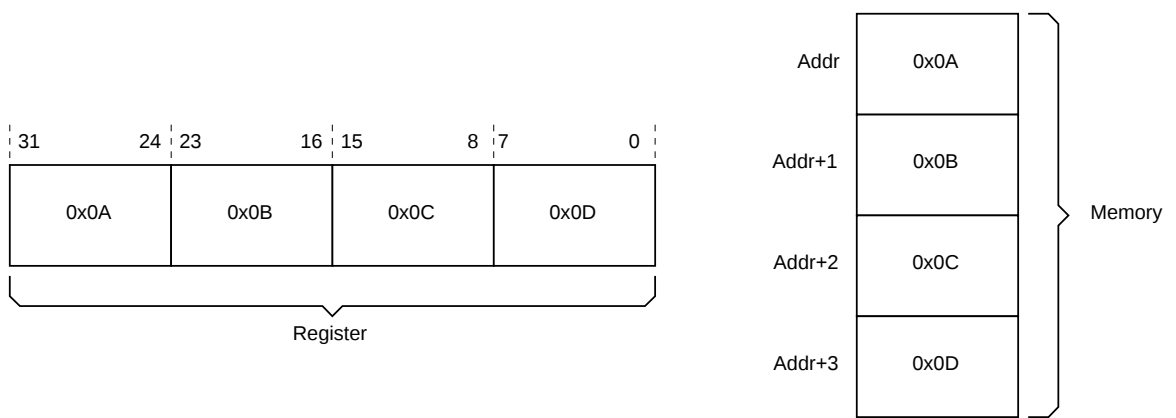 31 24 23 16 15 8 7 0
0x0A 0x0B 0x0C 0x0D
Register
Addr 0x0A
Addr+1 0x0B
Addr+2 0x0C
Addr+3 0x0D
Memory